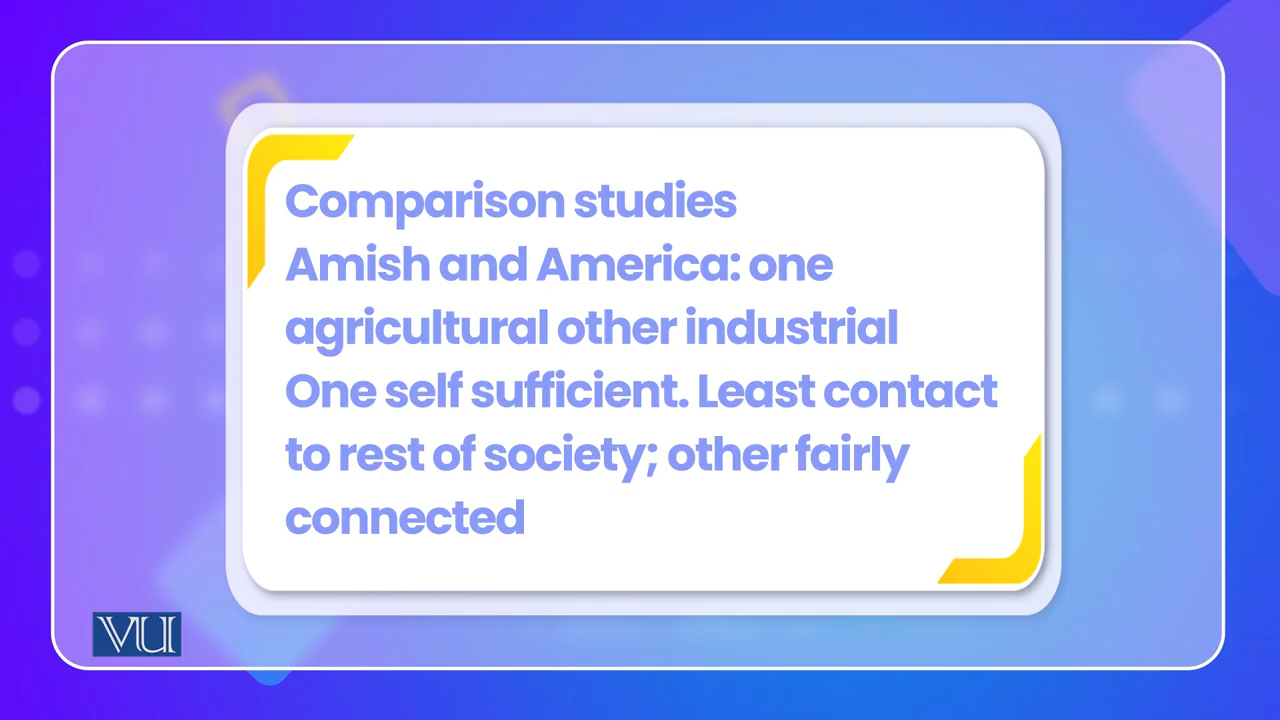 Comparison studies
Amish and America: one
agricultural other industrial
One self sufficient. Least contact
to rest of society; other fairly
connected
VU